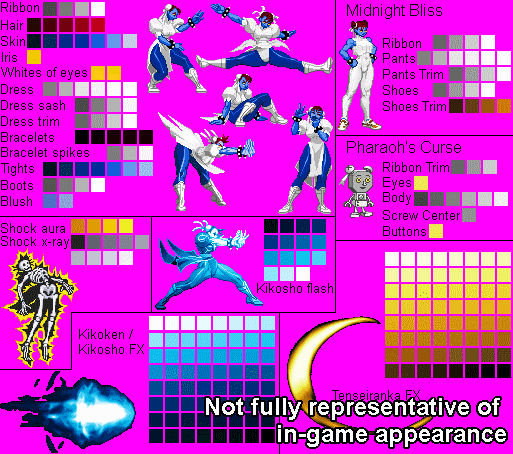 Ribbon
Hair
Skin
Iris
Whites of eyes
Dress
Dress sash
Dress trim
Bracelets
Bracelet spikes
Tights
Boots
Blush
Midnight Bliss
Ribbon
Pants
Pants Trim
Shoes
Shoes Trim
Pharaoh's Curse
Ribbon Trim
Eyes
Body
Screw Center
Buttons
Shock aura
Shock x-ray
Kikosho flash
Kikoken /
Kikosho FX
Tenseiranka FX
Not fully representative of
in-game appearance